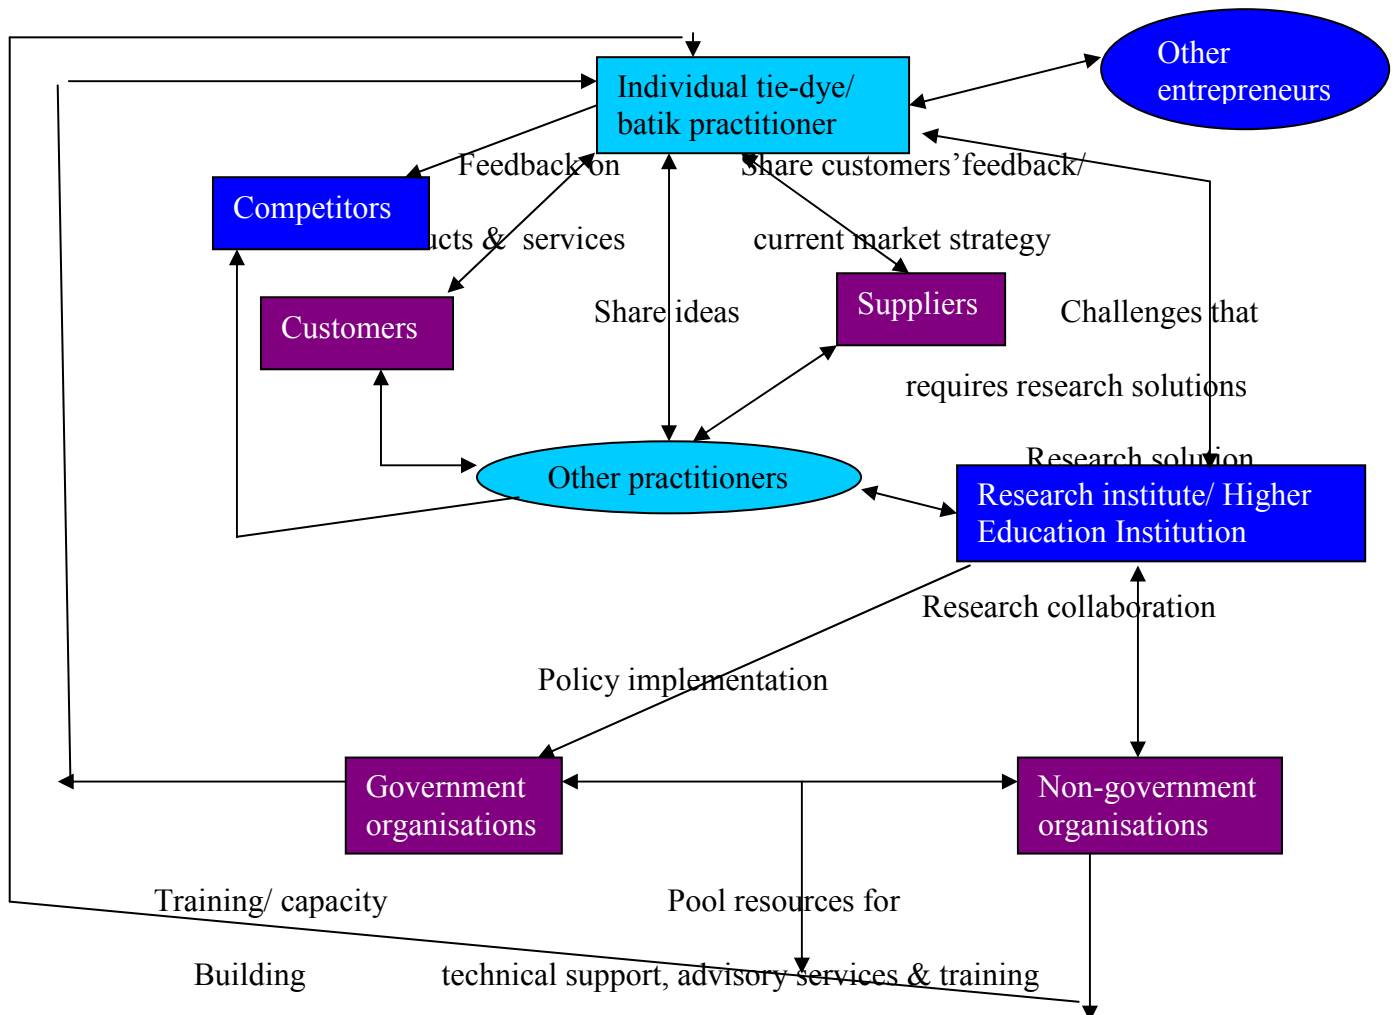 Other
entrepreneurs
Individual tie-dye/
batik practitioner
Feedback on
Share customers’feedback/
Competitors
& services
current market strategy
Customers
Share ideas
Suppliers
Challenges that
requires research solutions
Research solution
Other practitioners
Research institute/ Higher
Education Institution
Research collaboration
Policy implementation
Government
organisations
Non-government
organisations
Training/ capacity
Pool resources for
Building
technical support, advisory services & training